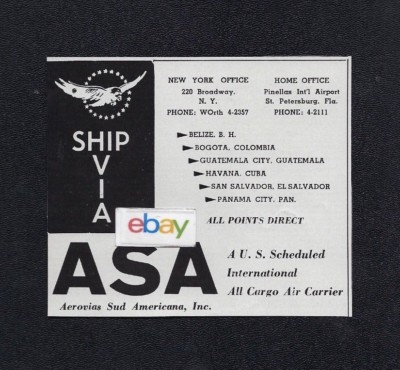 NEW YORK OFFICE
220 Broadway,
N. Y.
PHONE: WOrth 4-2357
HOME OFFICE
Pinellas Int'l Airport
St. Petersburg, Fla.
PHONE: 4-2111
SHIP
VIA
BELIZE, B. H.
BOGOTA, COLOMBIA
GUATEMALA CITY, GUATEMALA
HAVANA, CUBA
SAN SALVADOR, EL SALVADOR
PANAMA CITY, PAN.
ALL POINTS DIRECT
ebay
ASA
Aerovias Sud Americana, Inc.
A U. S. Scheduled
International
All Cargo Air Carrier